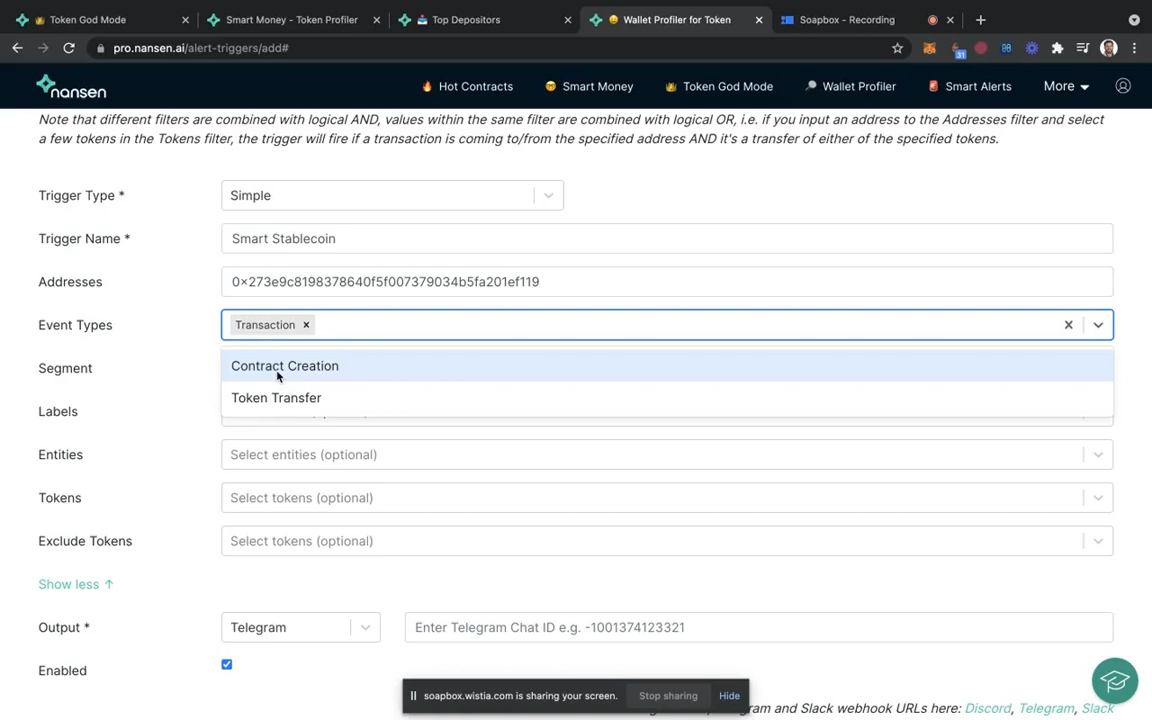 Token God Mode
Smart Money - Token Profiler
Top Depositors
Wallet Profiler for Token
Soapbox - Recording
pro.nansen.ai/alert-triggers/add#
31
nansen
Hot Contracts
Smart Money
Token God Mode
Wallet Profiler
Smart Alerts
More
Note that different filters are combined with logical AND, values within the same filter are combined with logical OR, i.e. if you input an address to the Addresses filter and select
a few tokens in the Tokens filter, the trigger will fire if a transaction is coming to/from the specified address AND it's a transfer of either of the specified tokens.
Trigger Type *
Simple
Trigger Name *
Smart Stablecoin
Addresses
0x273e9c8198378640f5f007379034b5fa201ef119
Event Types
Transaction
Segment
Contract Creation
Token Transfer
Labels
Entities
Select entities (optional)
Tokens
Select tokens (optional)
Exclude Tokens
Select tokens (optional)
Show less ↑
Output *
Telegram
Enter Telegram Chat ID e.g. -1001374123321
Enabled
soapbox.wistia.com is sharing your screen.
Stop sharing
Hide
gram and Slack webhook URLs here: Discord, Telegram, Slack